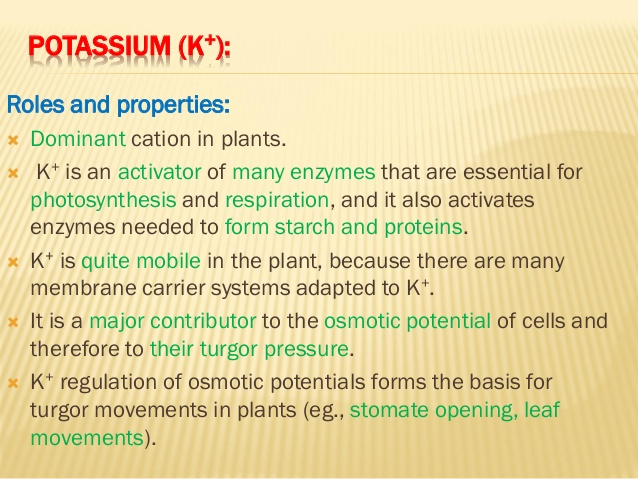 POTASSIUM (K⁺):
Roles and properties:
× Dominant cation in plants.
× K⁺ is an activator of many enzymes that are essential for
photosynthesis and respiration, and it also activates
enzymes needed to form starch and proteins.
× K⁺ is quite mobile in the plant, because there are many
membrane carrier systems adapted to K⁺.
× It is a major contributor to the osmotic potential of cells and
therefore to their turgor pressure.
× K⁺ regulation of osmotic potentials forms the basis for
turgor movements in plants (eg., stomate opening, leaf
movements).